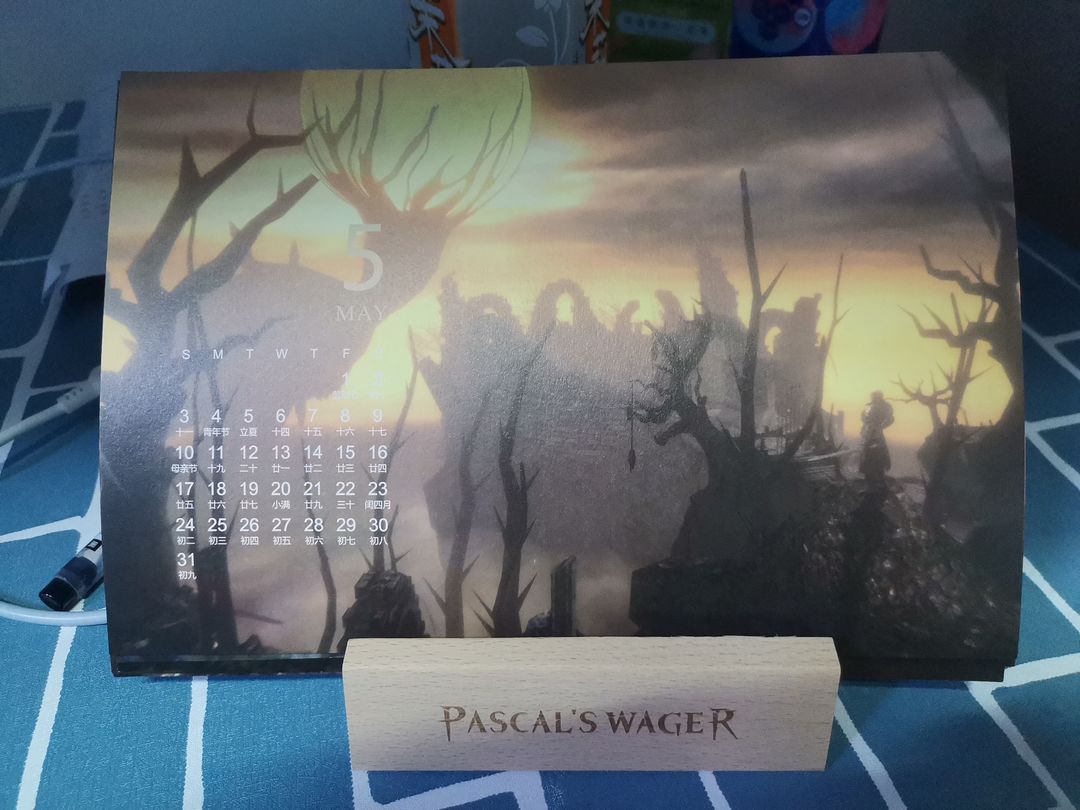 5
MAY
S M T W T F S
1 2
3 4 5 6 7 8 9
十一 青年节 立夏 十四 十五 十六 十七
10 11 12 13 14 15 16
母亲节 十九 二十 廿一 廿二 廿三 廿四
17 18 19 20 21 22 23
廿五 廿六 廿七 小满 廿九 三十 闰四月
24 25 26 27 28 29 30
初二 初三 初四 初五 初六 初七 初八
31
初九
PASCAL'S WAGER